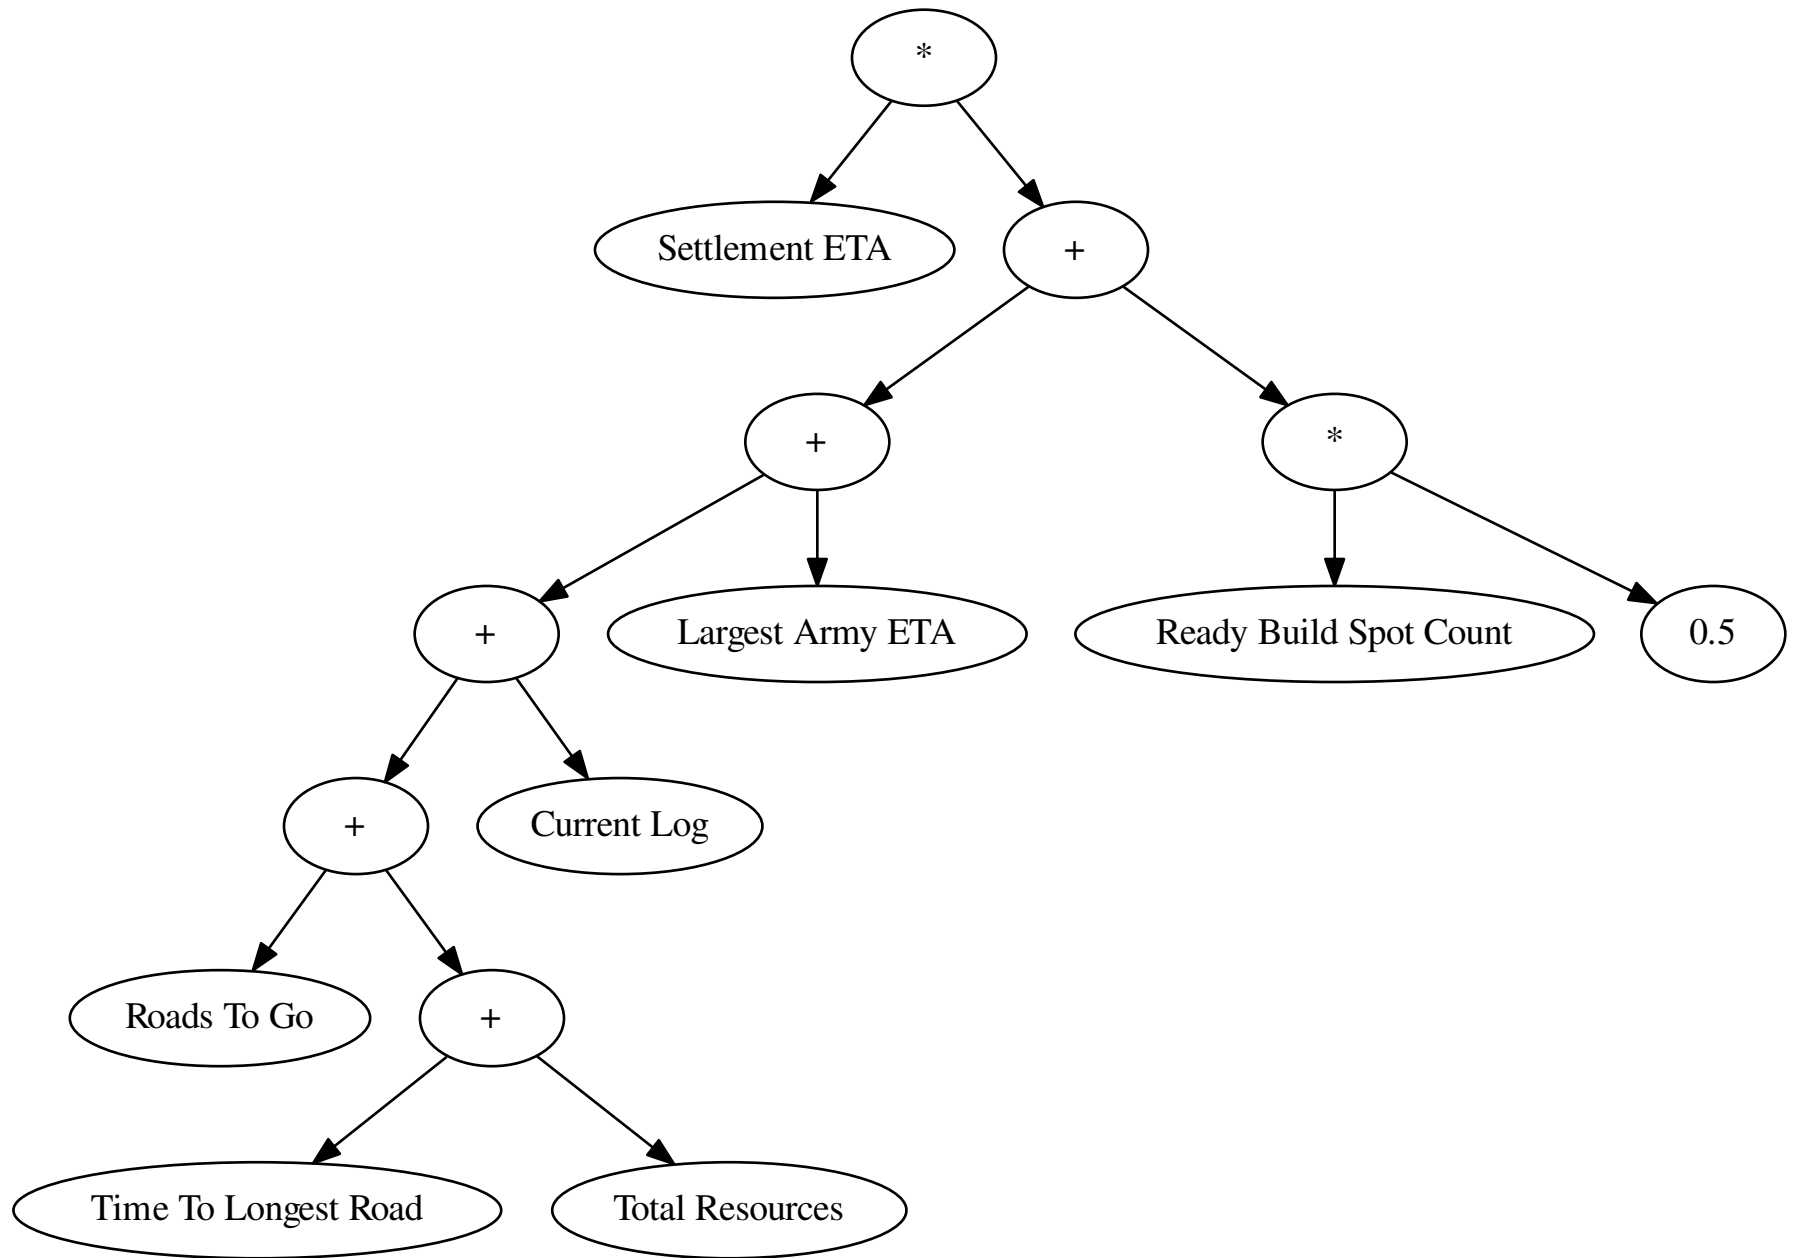 *
Settlement ETA
+
+
*
+
Largest Army ETA
Ready Build Spot Count
0.5
+
Current Log
Roads To Go
+
Time To Longest Road
Total Resources